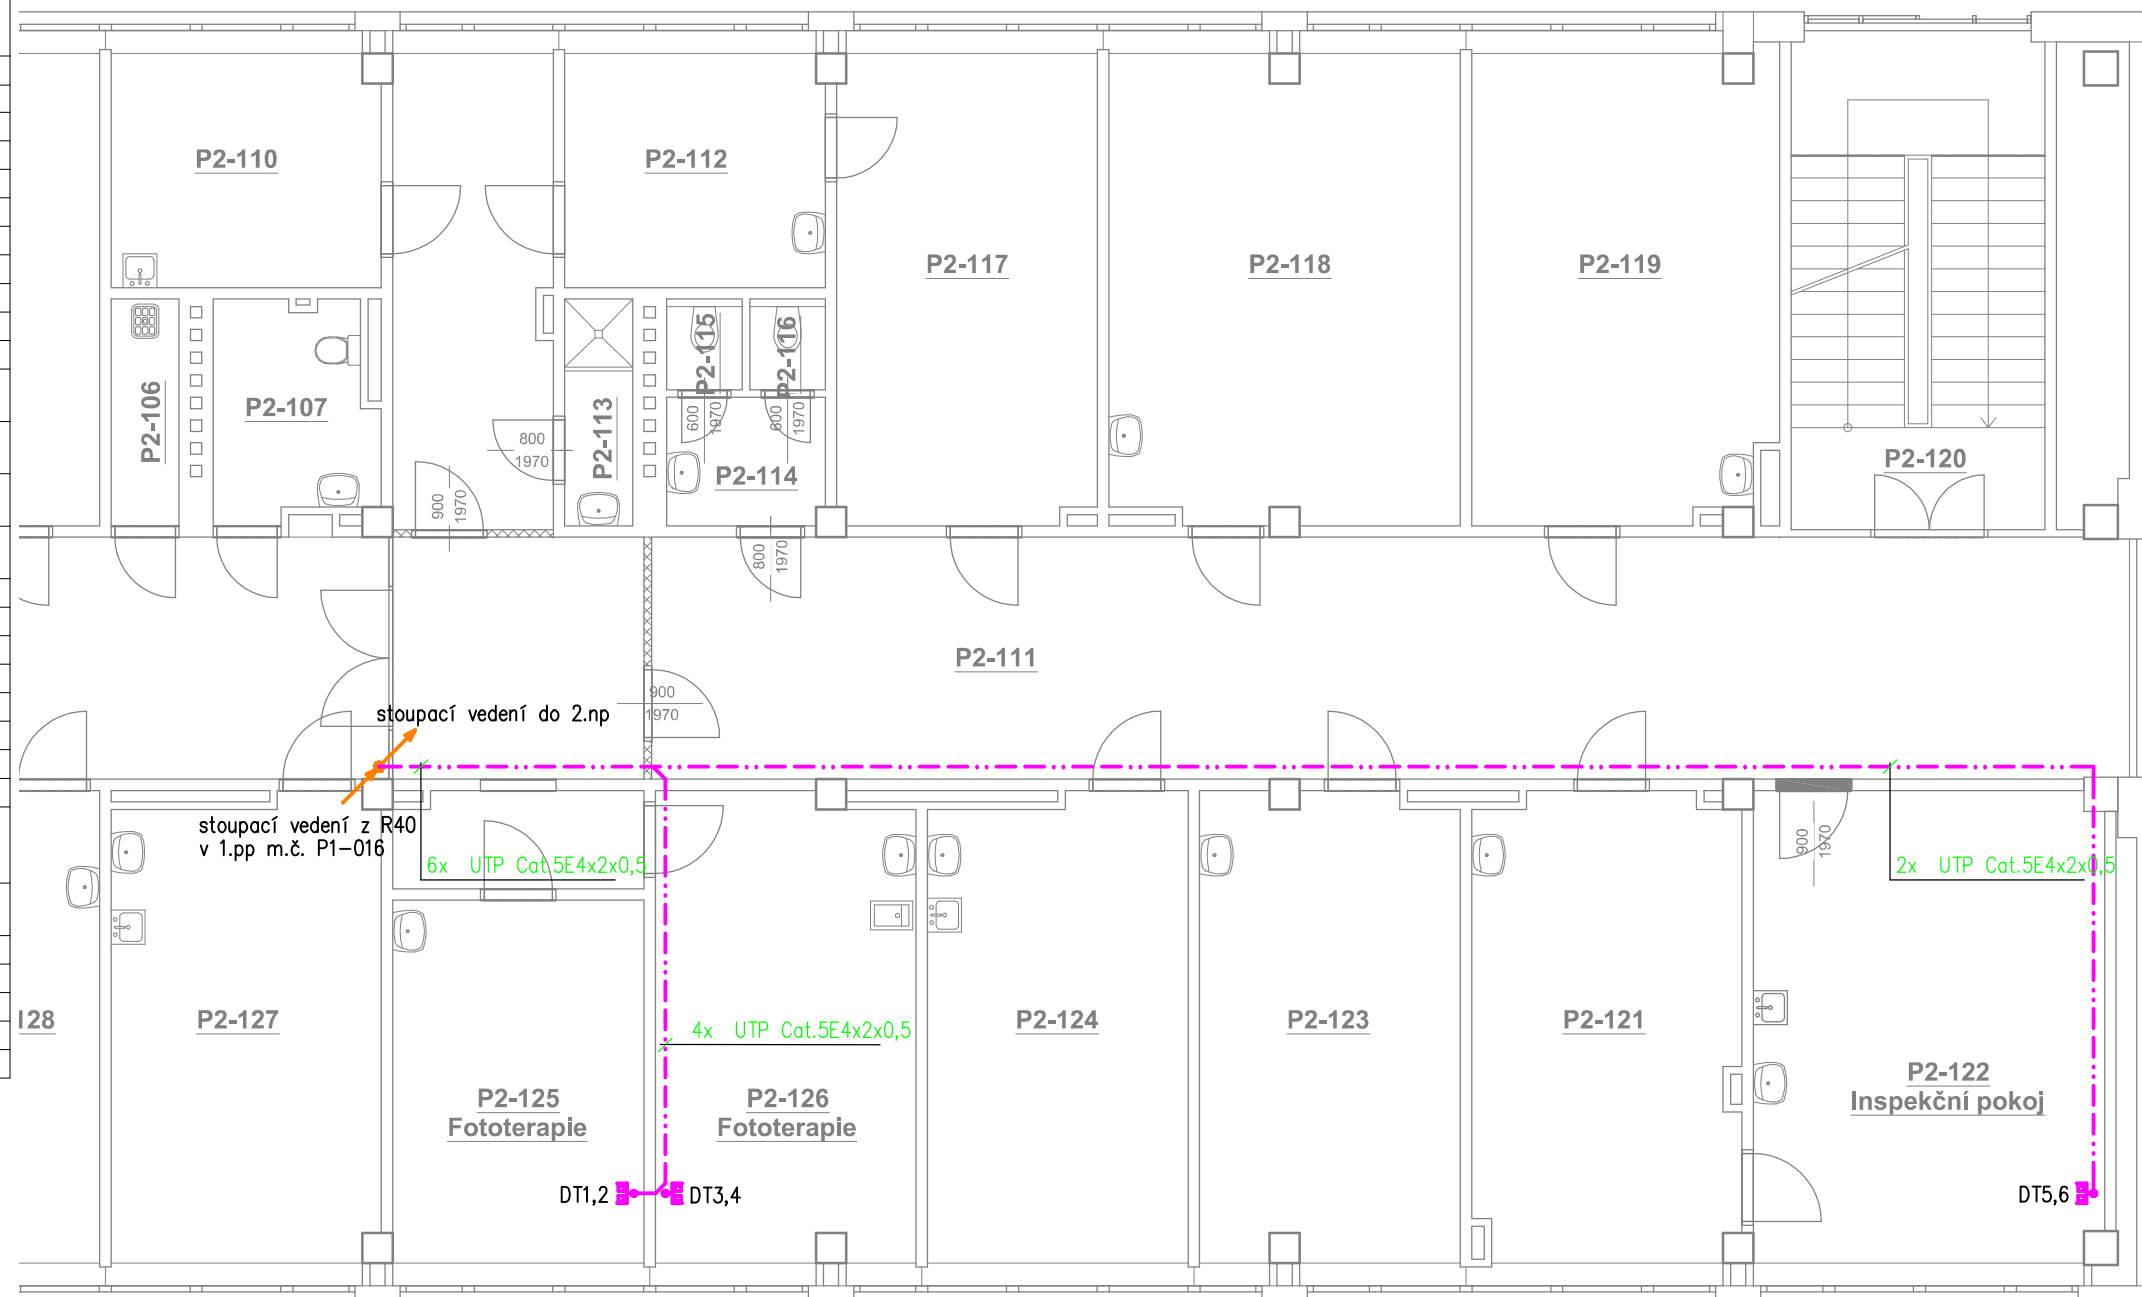 P2-110
P2-112
P2-117
P2-118
P2-119
P2-115
P2-116
P2-106
P2-107
P2-113
P2-114
P2-120
600
1970
600
1970
800
1970
900
1970
800
1970
P2-111
900
1970
stoupací vedení do 2.np
stoupací vedení z R40
v 1.pp m.č. P1-016
6x UTP Cat.5E4x2x0,5
2x UTP Cat.5E4x2x0,5
900
1970
128
P2-127
4x UTP Cat.5E4x2x0,5
P2-124
P2-123
P2-121
P2-125
Fototerapie
P2-126
Fototerapie
P2-122
Inspekční pokoj
DT1,2
DT3,4
DT5,6